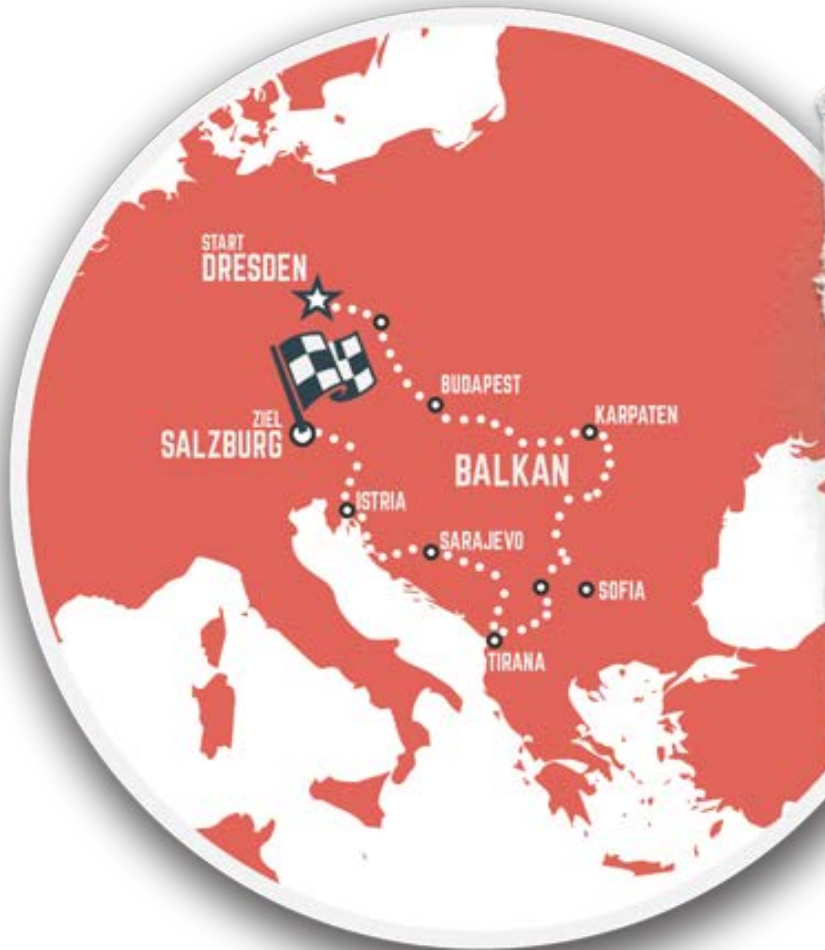 START
DRESDEN
BUDAPEST
KARPATEN
ZIEL
SALZBURG
BALKAN
ISTRIA
SARAJEVO
SOFIA
TIRANA